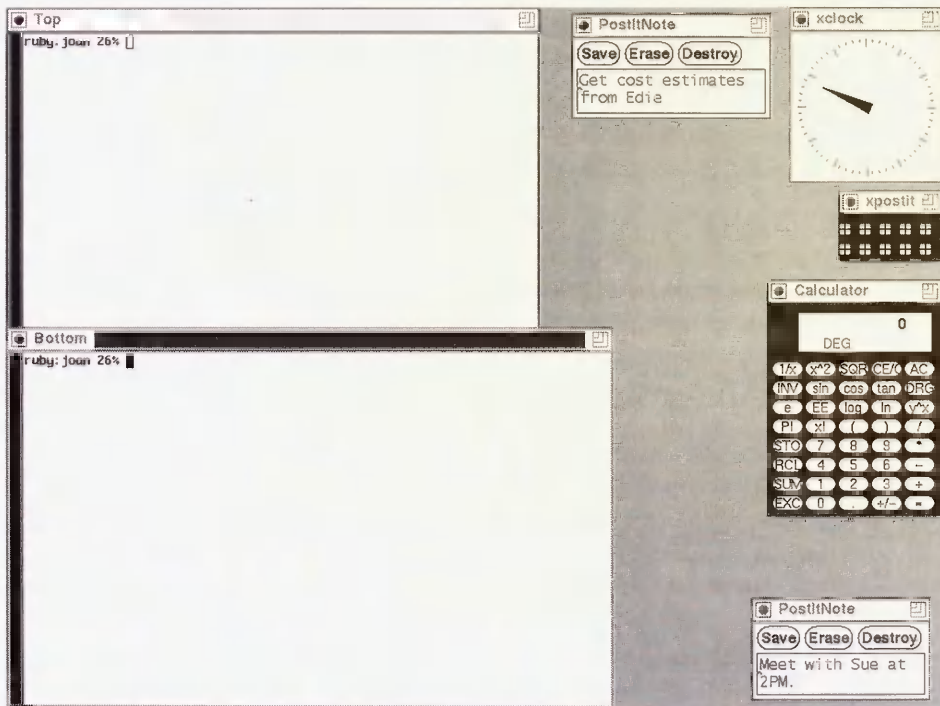 Top
ruby:joan 26%
PostItNote
Save Erase Destroy
Get cost estimates
from Edie
xclock
xpostit
Calculator
0
DEG
1/x x^2 SQR CE/C AC
INV sin cos tan DRG
e EE log ln y^x
PI x! ( ) /
STO 7 8 9 *
RCL 4 5 6 -
SUM 1 2 3 +
EXC 0 . +/- =
Bottom
ruby:joan 26%
PostItNote
Save Erase Destroy
Meet with Sue at
2PM.